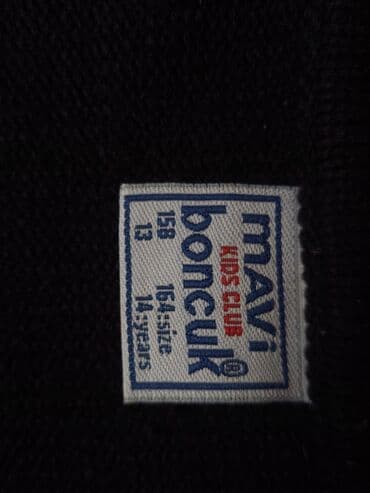 mavi
KIDS CLUB
boncuk®
158 164:size
13 14:years